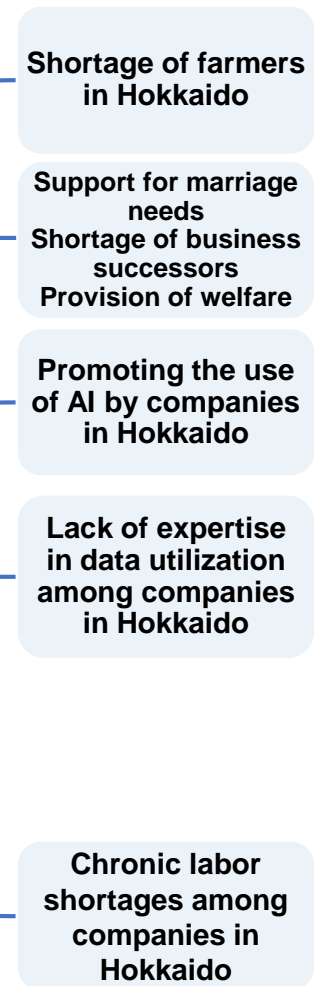 Shortage of farmers
in Hokkaido
Support for marriage
needs
Shortage of business
successors
Provision of welfare
Promoting the use
of AI by companies
in Hokkaido
Lack of expertise
in data utilization
among companies
in Hokkaido
Chronic labor
shortages among
companies in
Hokkaido